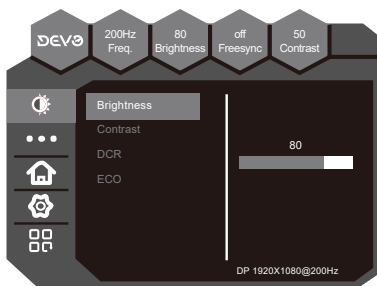 DEVO
200Hz
Freq.
80
Brightness
off
Freesync
50
Contrast
Brightness
Contrast
DCR
ECO
80
DP 1920X1080@200Hz